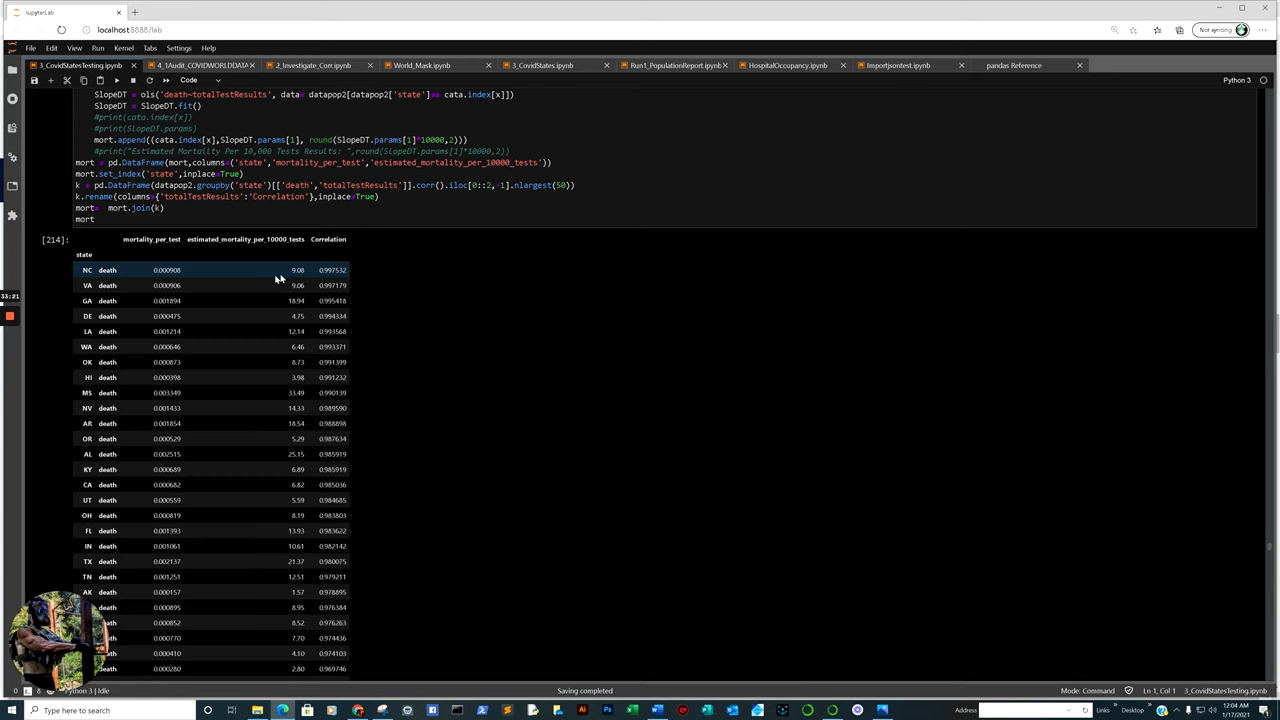 JupyterLab
localhost:8888/lab
Not syncing
File Edit View Run Kernel Tabs Settings Help
3_CovidStatesTesting.ipynb 4_1Audit_COVIDWORLDDATA 2_Investigate_Corr.ipynb World_Mask.ipynb 3_CovidStates.ipynb Run1_PopulationReport.ipynb HospitalOccupancy.ipynb Importjsontest.ipynb pandas Reference
Code Python 3
SlopeDT = ols('death~totalTestResults', data= datapop2[datapop2['state']== cata.index[x]])
SlopeDT = SlopeDT.fit()
#print(cata.index[x])
#print(SlopeDT.params)
mort.append((cata.index[x],SlopeDT.params[1], round(SlopeDT.params[1]*10000,2)))
#print("Estimated Mortailty Per 10,000 Tests Results: ",round(SlopeDT.params[1]*10000,2))
mort = pd.DataFrame(mort,columns=('state','mortality_per_test','estimated_mortality_per_10000_tests'))
mort.set_index('state',inplace=True)
k = pd.DataFrame(datapop2.groupby('state')[['death','totalTestResults']].corr().iloc[0::2,-1].nlargest(50))
k.rename(columns={'totalTestResults':'Correlation'},inplace=True)
mort= mort.join(k)
mort
[214]:
mortality_per_test estimated_mortality_per_10000_tests Correlation
state
NC death 0.000908 9.08 0.997532
VA death 0.000906 9.06 0.997179
GA death 0.001894 18.94 0.995418
DE death 0.000475 4.75 0.994334
LA death 0.001214 12.14 0.993568
WA death 0.000646 6.46 0.993371
OK death 0.000873 8.73 0.991399
HI death 0.000398 3.98 0.991232
MS death 0.003349 33.49 0.990139
NV death 0.001433 14.33 0.989590
AR death 0.001854 18.54 0.988898
OR death 0.000529 5.29 0.987634
AL death 0.002515 25.15 0.985919
KY death 0.000689 6.89 0.985919
CA death 0.000682 6.82 0.985036
UT death 0.000559 5.59 0.984685
OH death 0.000819 8.19 0.983803
FL death 0.001393 13.93 0.983622
IN death 0.001061 10.61 0.982142
TX death 0.002137 21.37 0.980075
TN death 0.001251 12.51 0.979211
AK death 0.000157 1.57 0.978895
death 0.000895 8.95 0.976384
death 0.000852 8.52 0.976263
death 0.000770 7.70 0.974436
death 0.000410 4.10 0.974103
death 0.000280 2.80 0.969746
33:21
0 8 Python 3 | Idle Saving completed Mode: Command Ln 1, Col 1 3_CovidStatesTesting.ipynb
Type here to search Address Links Desktop 12:04 AM
1/17/2021